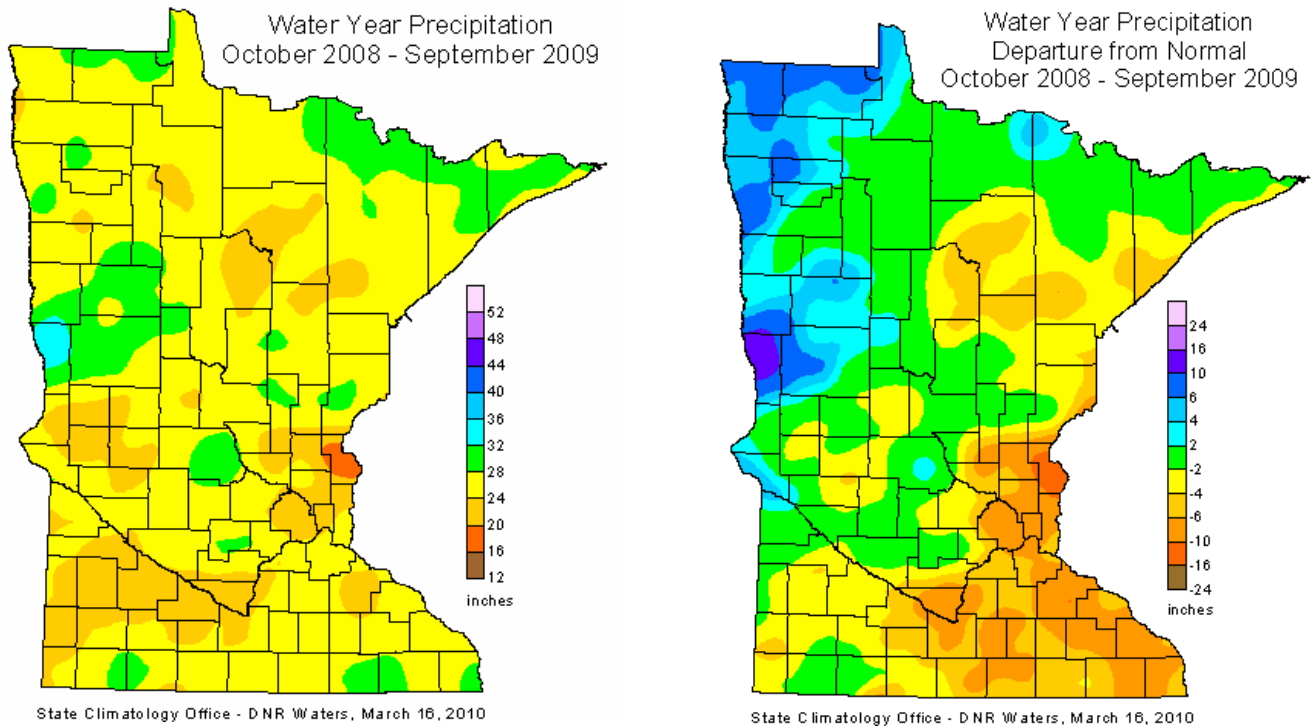 Water Year Precipitation
October 2008 - September 2009
52
48
44
40
36
32
28
24
20
16
12
inches
State Climatology Office - DNR Waters, March 16, 2010
Water Year Precipitation
Departure from Normal
October 2008 - September 2009
24
16
10
6
4
2
-2
-4
-6
-10
-16
-24
inches
State Climatology Office - DNR Waters, March 16, 2010